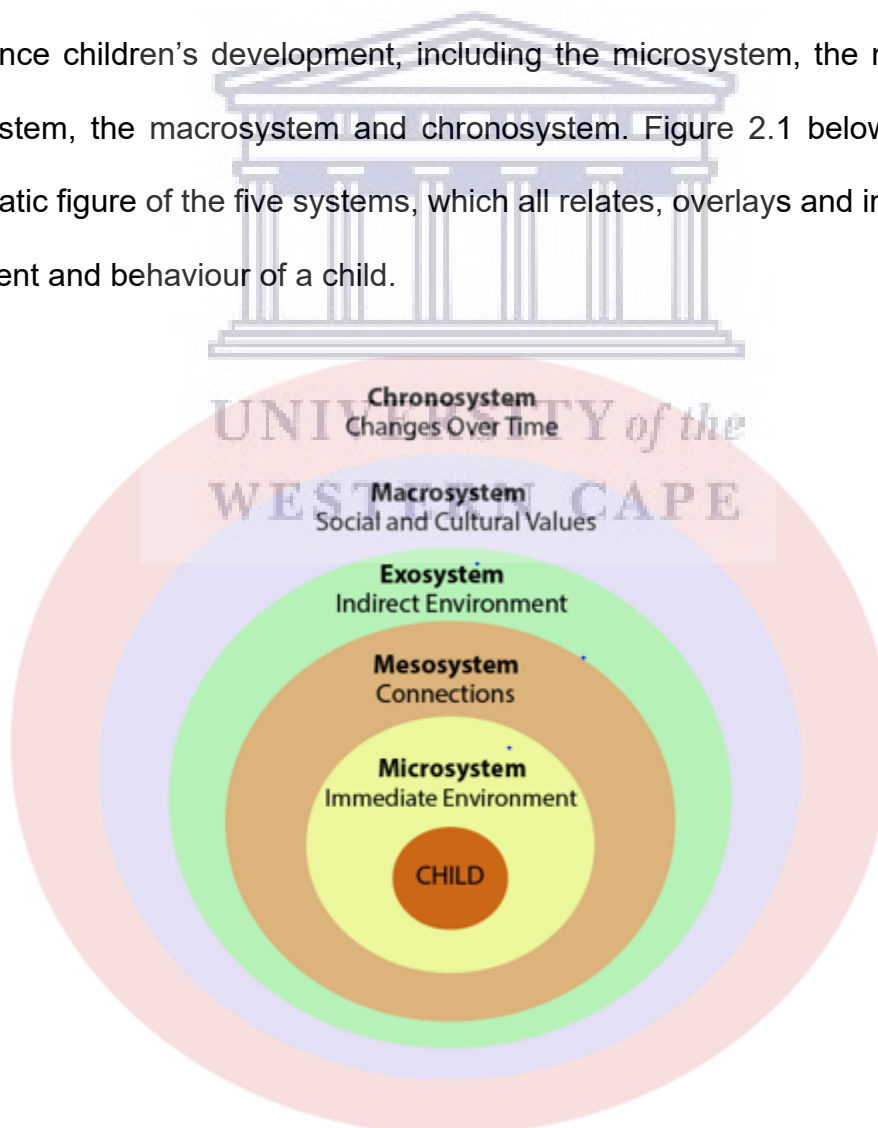 nce children's development, including the microsystem, the
stem, the macrosystem and chronosystem. Figure 2.1 below
atic figure of the five systems, which all relates, overlays and
ent and behaviour of a child.
UNIVERSITY of the
WESTERN CAPE
Chronosystem
Changes Over Time
Macrosystem
Social and Cultural Values
Exosystem
Indirect Environment
Mesosystem
Connections
Microsystem
Immediate Environment
CHILD